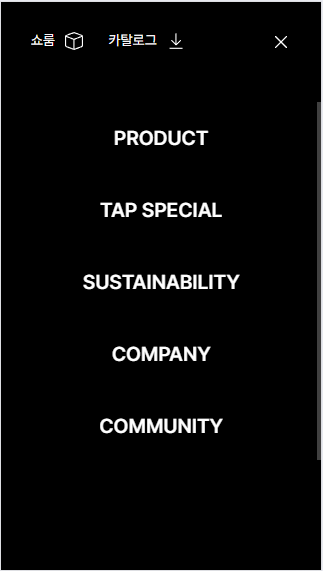 쇼룸 카탈로그
PRODUCT
TAP SPECIAL
SUSTAINABILITY
COMPANY
COMMUNITY